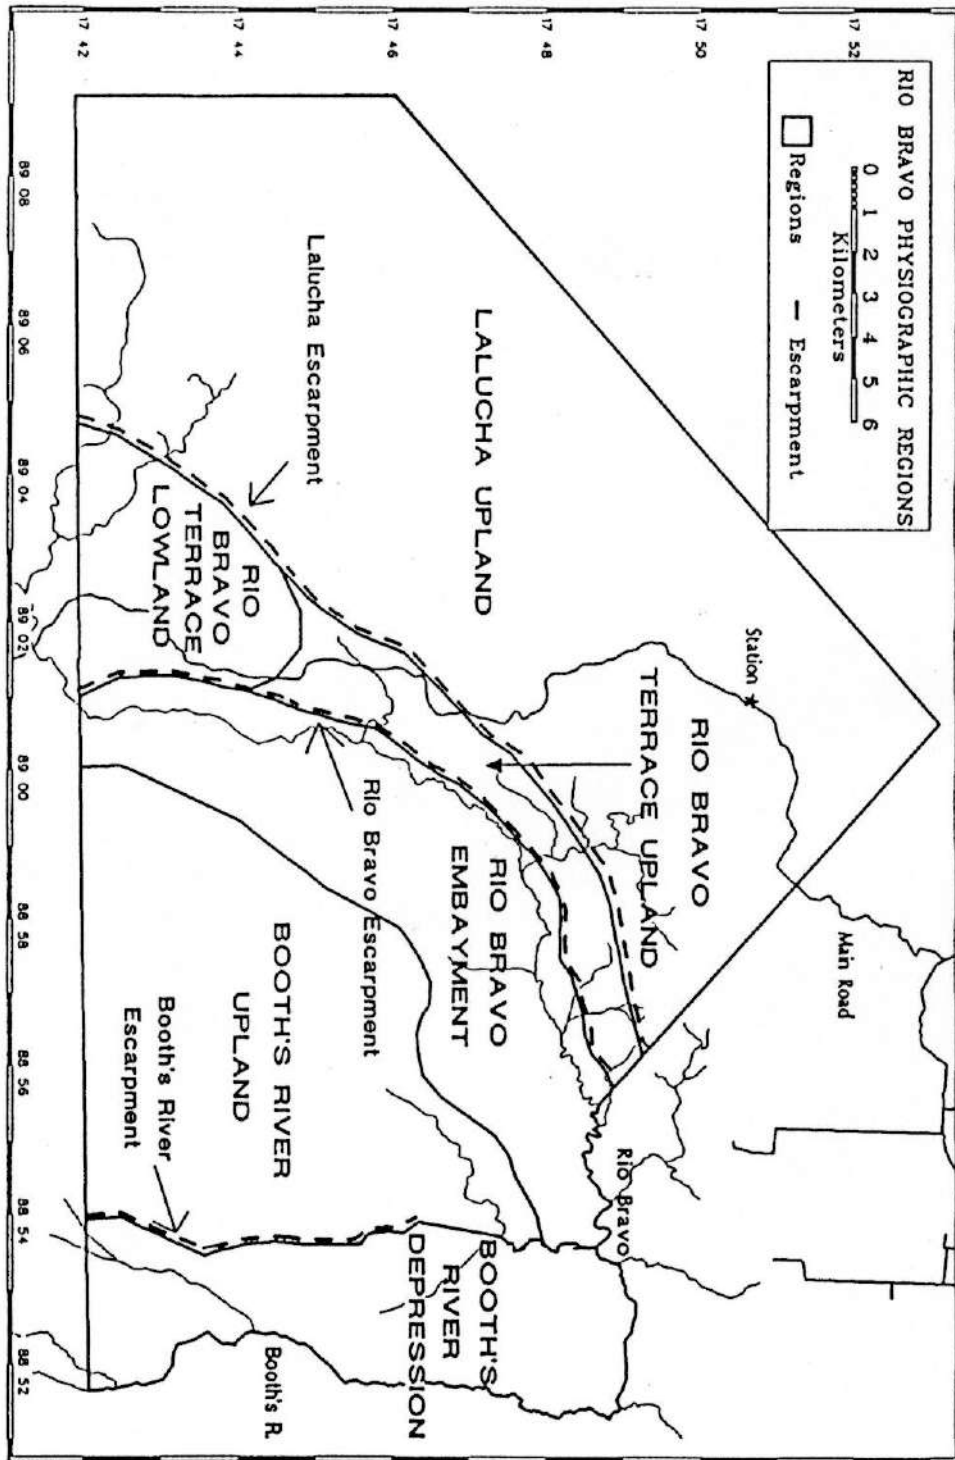 RIO BRAVO PHYSIOGRAPHIC REGIONS
0 1 2 3 4 5 6
Kilometers
Regions
Escarpment
17 52
17 50
17 48
17 46
17 44
17 42
Station
Main Road
LALUCHA UPLAND
RIO BRAVO
TERRACE UPLAND
Rio Bravo
Lalucha Escarpment
RIO
BRAVO
TERRACE
LOWLAND
RIO BRAVO
EMBAYMENT
Rio Bravo Escarpment
BOOTH'S RIVER
UPLAND
Booth's River
Escarpment
BOOTH'S
RIVER
DEPRESSION
Booth's R.
89 08
89 06
89 04
89 02
89 00
88 58
88 56
88 54
88 52